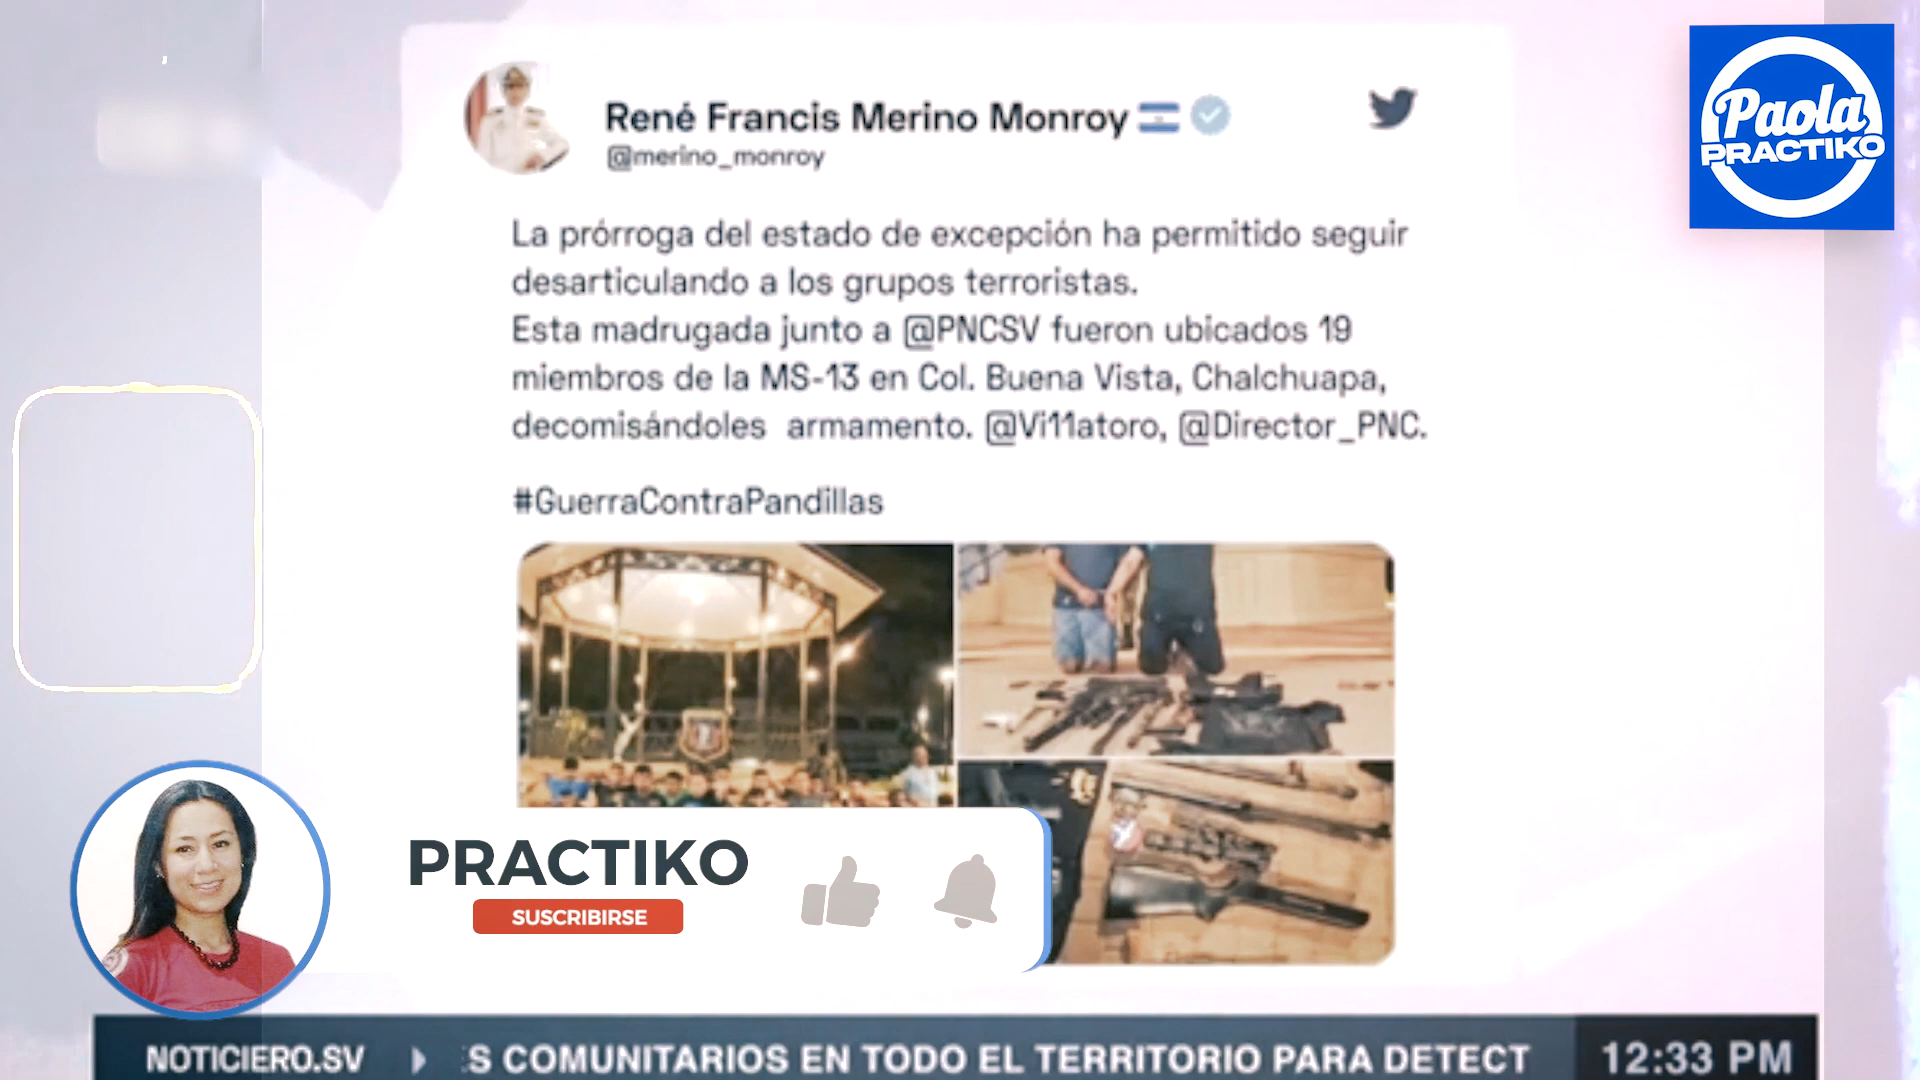 René Francis Merino Monroy
@merino_monroy
Paola
PRACTIKO
La prórroga del estado de excepción ha permitido seguir
desarticulando a los grupos terroristas.
Esta madrugada junto a @PNCSV fueron ubicados 19
miembros de la MS-13 en Col. Buena Vista, Chalchuapa,
decomisándoles armamento. @Vi11atoro, @Director_PNC.
#GuerraContraPandillas
PRACTIKO
SUSCRIBIRSE
NOTICIERO.SV S COMUNITARIOS EN TODO EL TERRITORIO PARA DETECT 12:33 PM